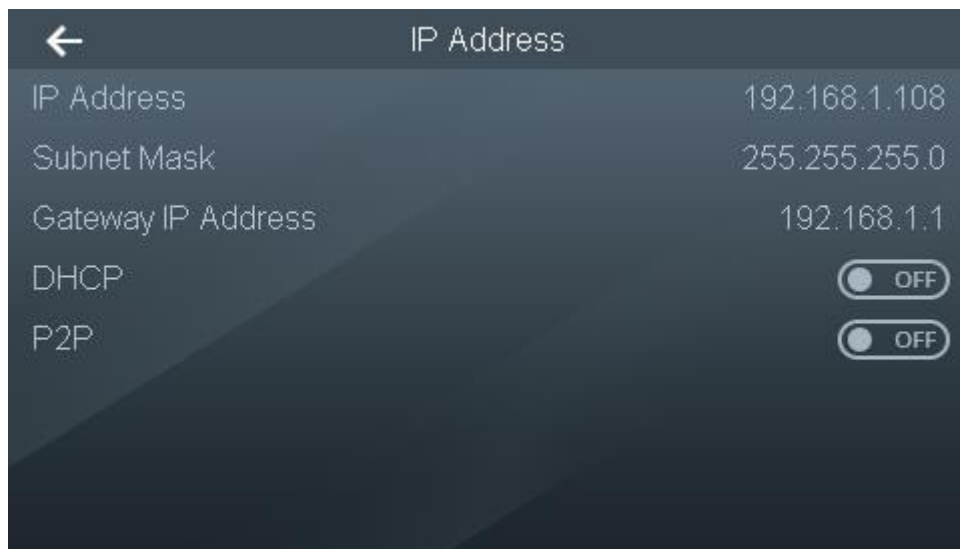 IP Address
IP Address 192.168.1.108
Subnet Mask 255.255.255.0
Gateway IP Address 192.168.1.1
DHCP OFF
P2P OFF